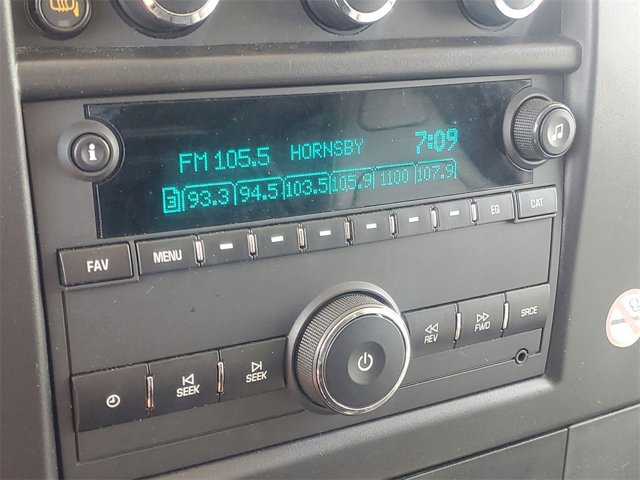 FM 105.5 HORNSBY 7:09
3 93.3 94.5 103.5 105.9 1100 107.9
i
FAV MENU EQ CAT
REV FWD SRCE
SEEK SEEK